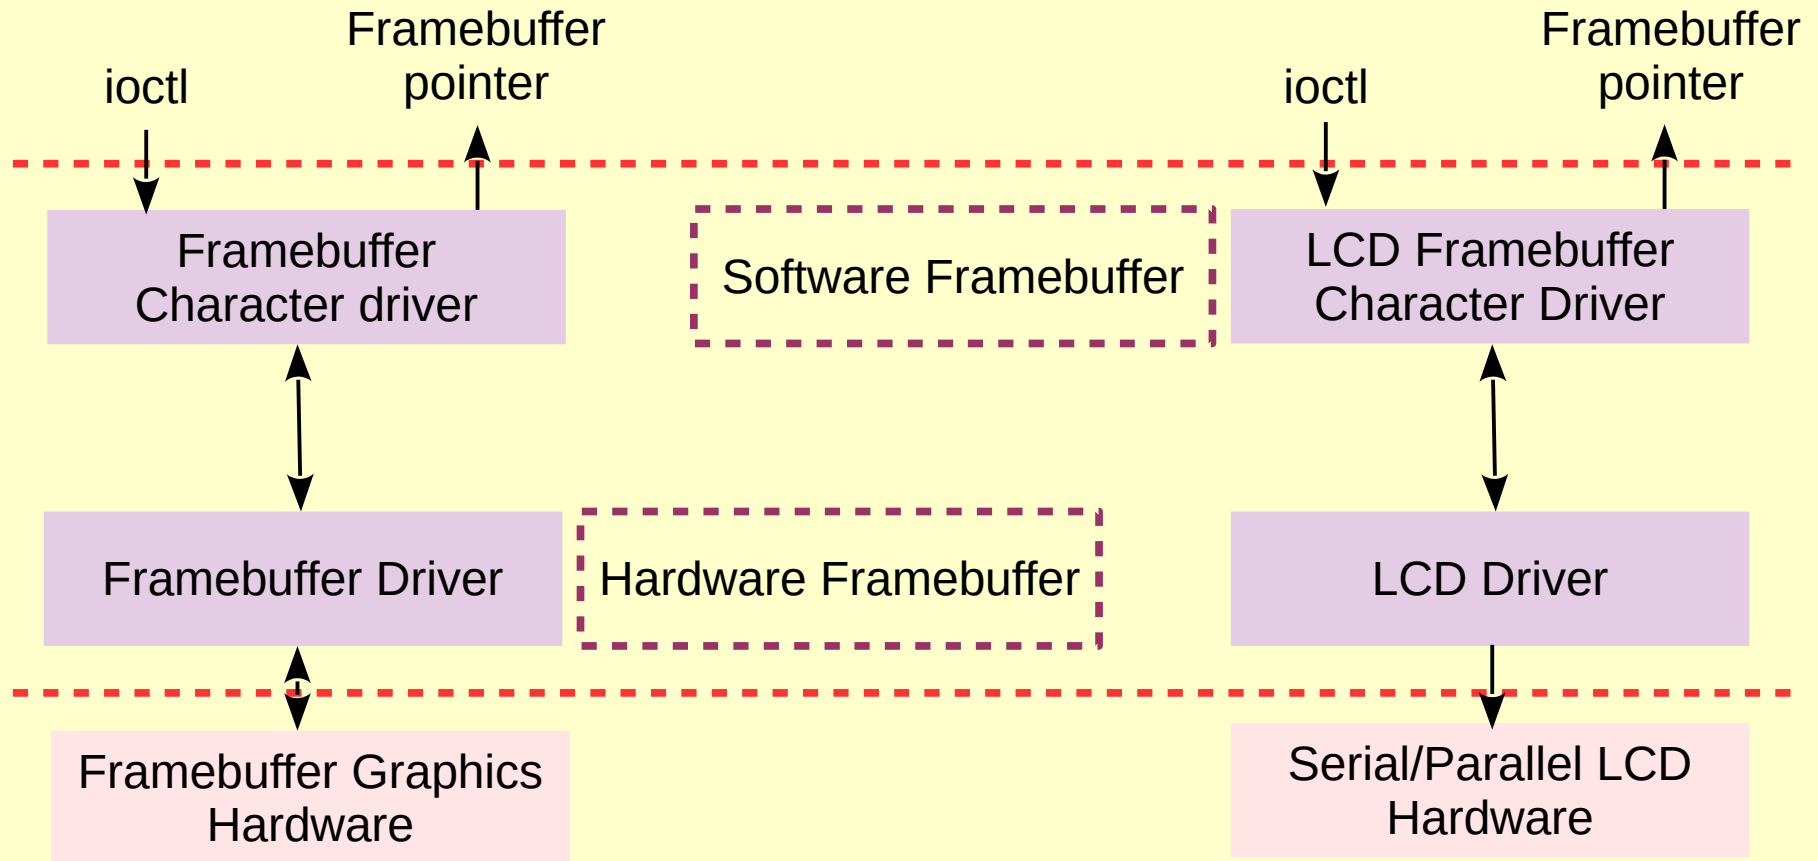 ioctl
Framebuffer
pointer
ioctl
Framebuffer
pointer
Framebuffer
Character driver
Software Framebuffer
LCD Framebuffer
Character Driver
Framebuffer Driver
Hardware Framebuffer
LCD Driver
Framebuffer Graphics
Hardware
Serial/Parallel LCD
Hardware